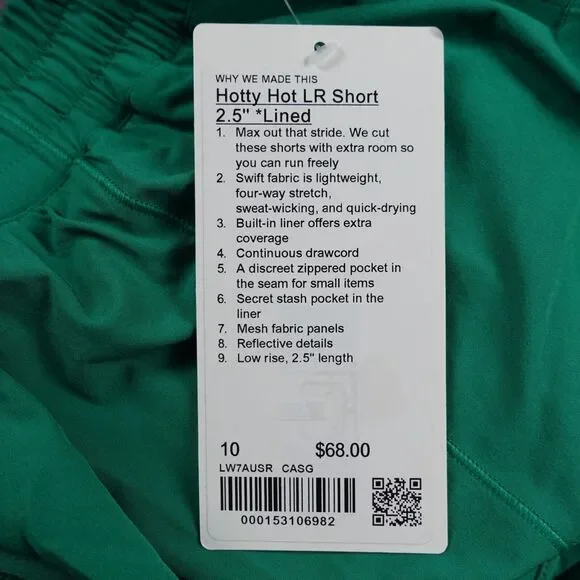 WHY WE MADE THIS
Hotty Hot LR Short
2.5" *Lined
1. Max out that stride. We cut
these shorts with extra room so
you can run freely
2. Swift fabric is lightweight,
four-way stretch,
sweat-wicking, and quick-drying
3. Built-in liner offers extra
coverage
4. Continuous drawcord
5. A discreet zippered pocket in
the seam for small items
6. Secret stash pocket in the
liner
7. Mesh fabric panels
8. Reflective details
9. Low rise, 2.5" length
10 $68.00
LW7AUSR CASG
000153106982